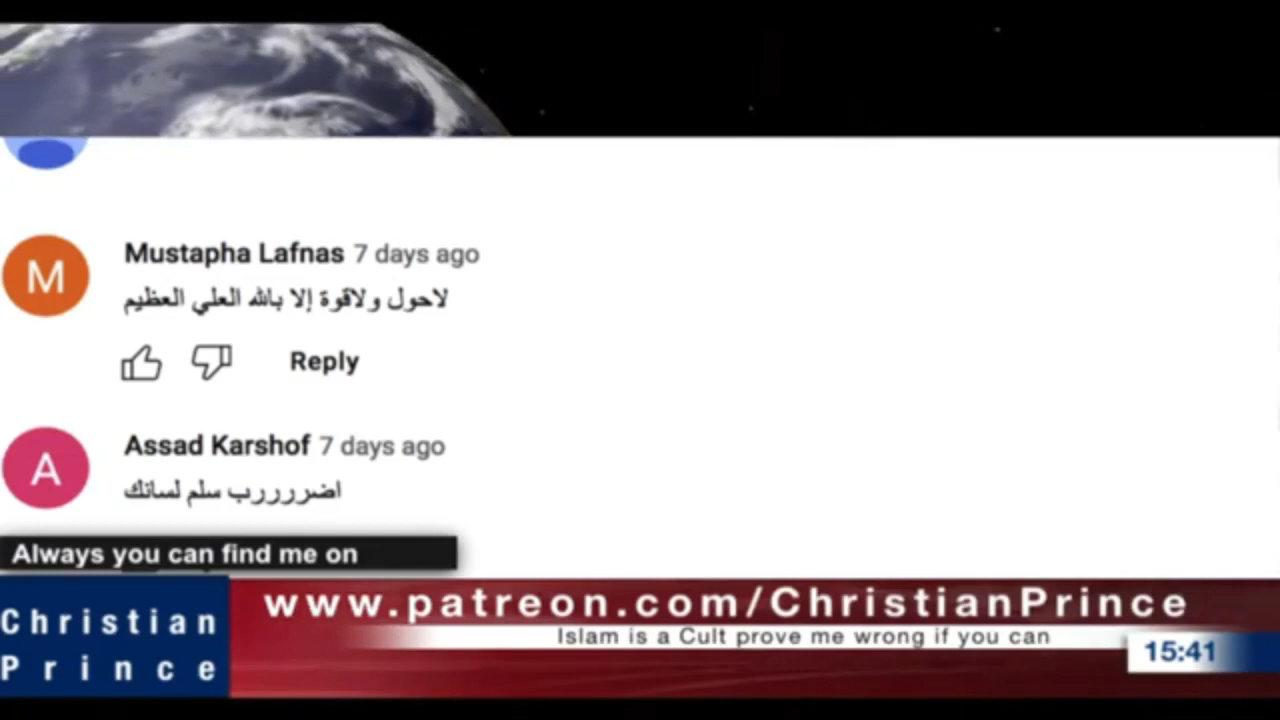 M
Mustapha Lafnas 7 days ago
لاحول ولاقوة إلا بالله العلي العظيم
Reply
A
Assad Karshof 7 days ago
اضررررب سلم لسانك
Always you can find me on
Christian
Prince
www.patreon.com/ChristianPrince
Islam is a Cult prove me wrong if you can
15:41